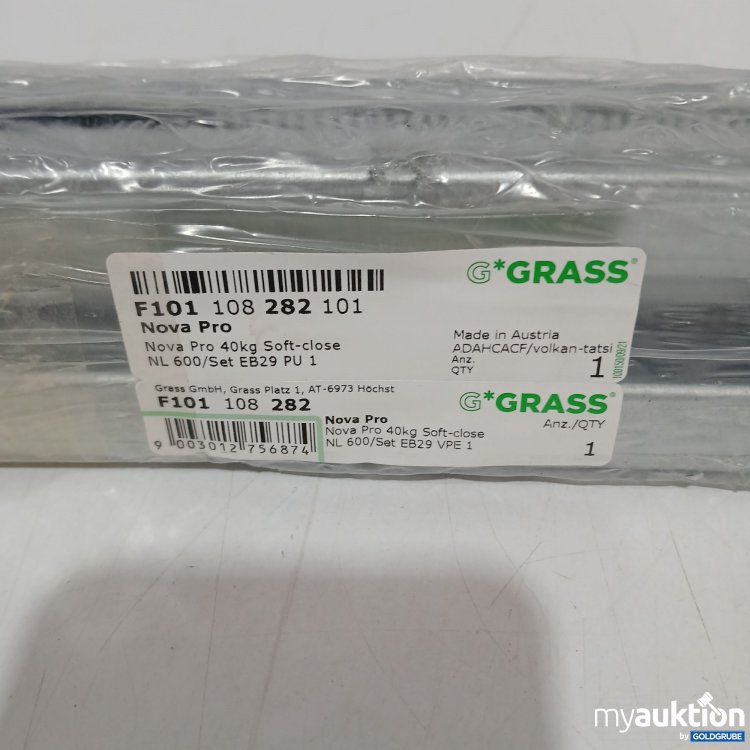 G*GRASS®
F101 108 282 101
Nova Pro
Nova Pro 40kg Soft-close
NL 600/Set EB29 PU 1
Made in Austria
ADAHCACF/volkan-tatsi
Anz.
QTY
1
Grass GmbH, Grass Platz 1, AT-6973 Höchst
F101 108 282
G*GRASS®
Nova Pro
Nova Pro 40kg Soft-close
NL 600/Set EB29 VPE 1
Anz./QTY
1
9 003012 756874
myauktion
by GOLDGRUBE